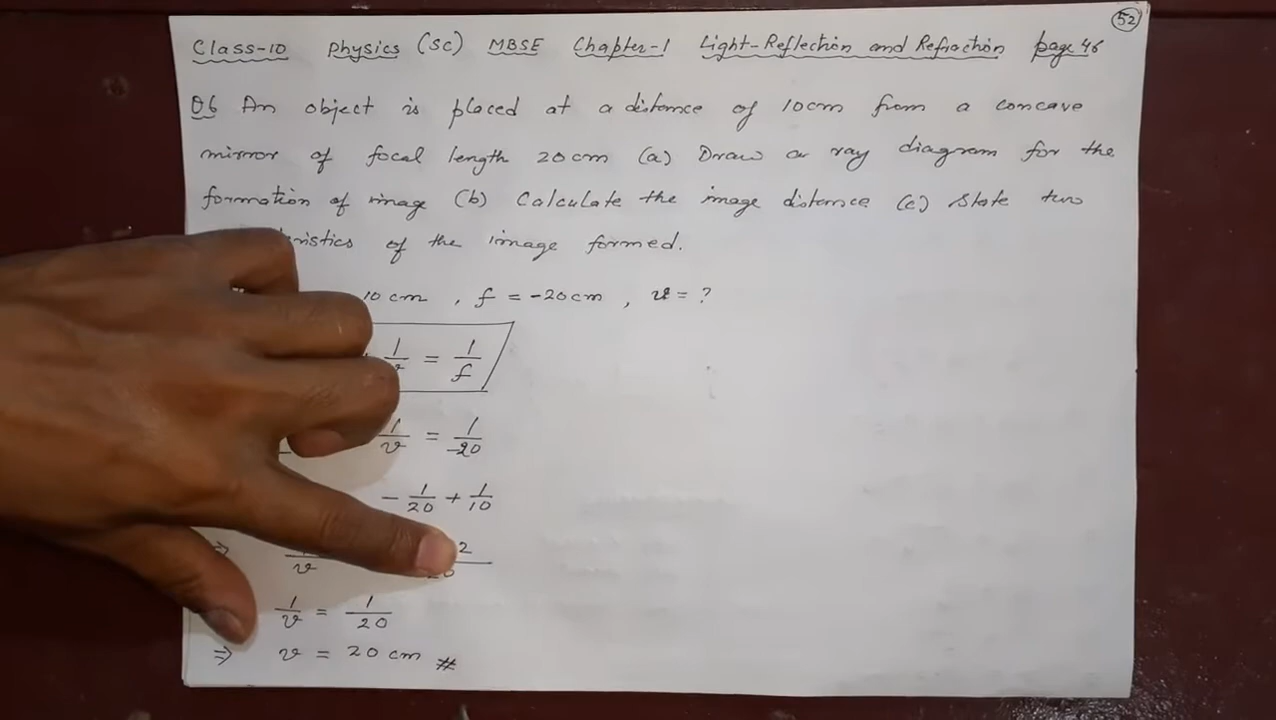 52
Class-10 Physics (SC) MBSE Chapter-1 Light-Reflection and Refraction page 46
Q6 An object is placed at a distance of 10cm from a concave
mirror of focal length 20cm (a) Draw a ray diagram for the
formation of image (b) Calculate the image distance (c) State two
of the image formed.
10 cm, f = -20cm, v = ?
1/v = 1/f
1/v = 1/-20
- 1/20 + 1/10
⇒ v 2
1/v = 1/20
⇒ v = 20 cm #